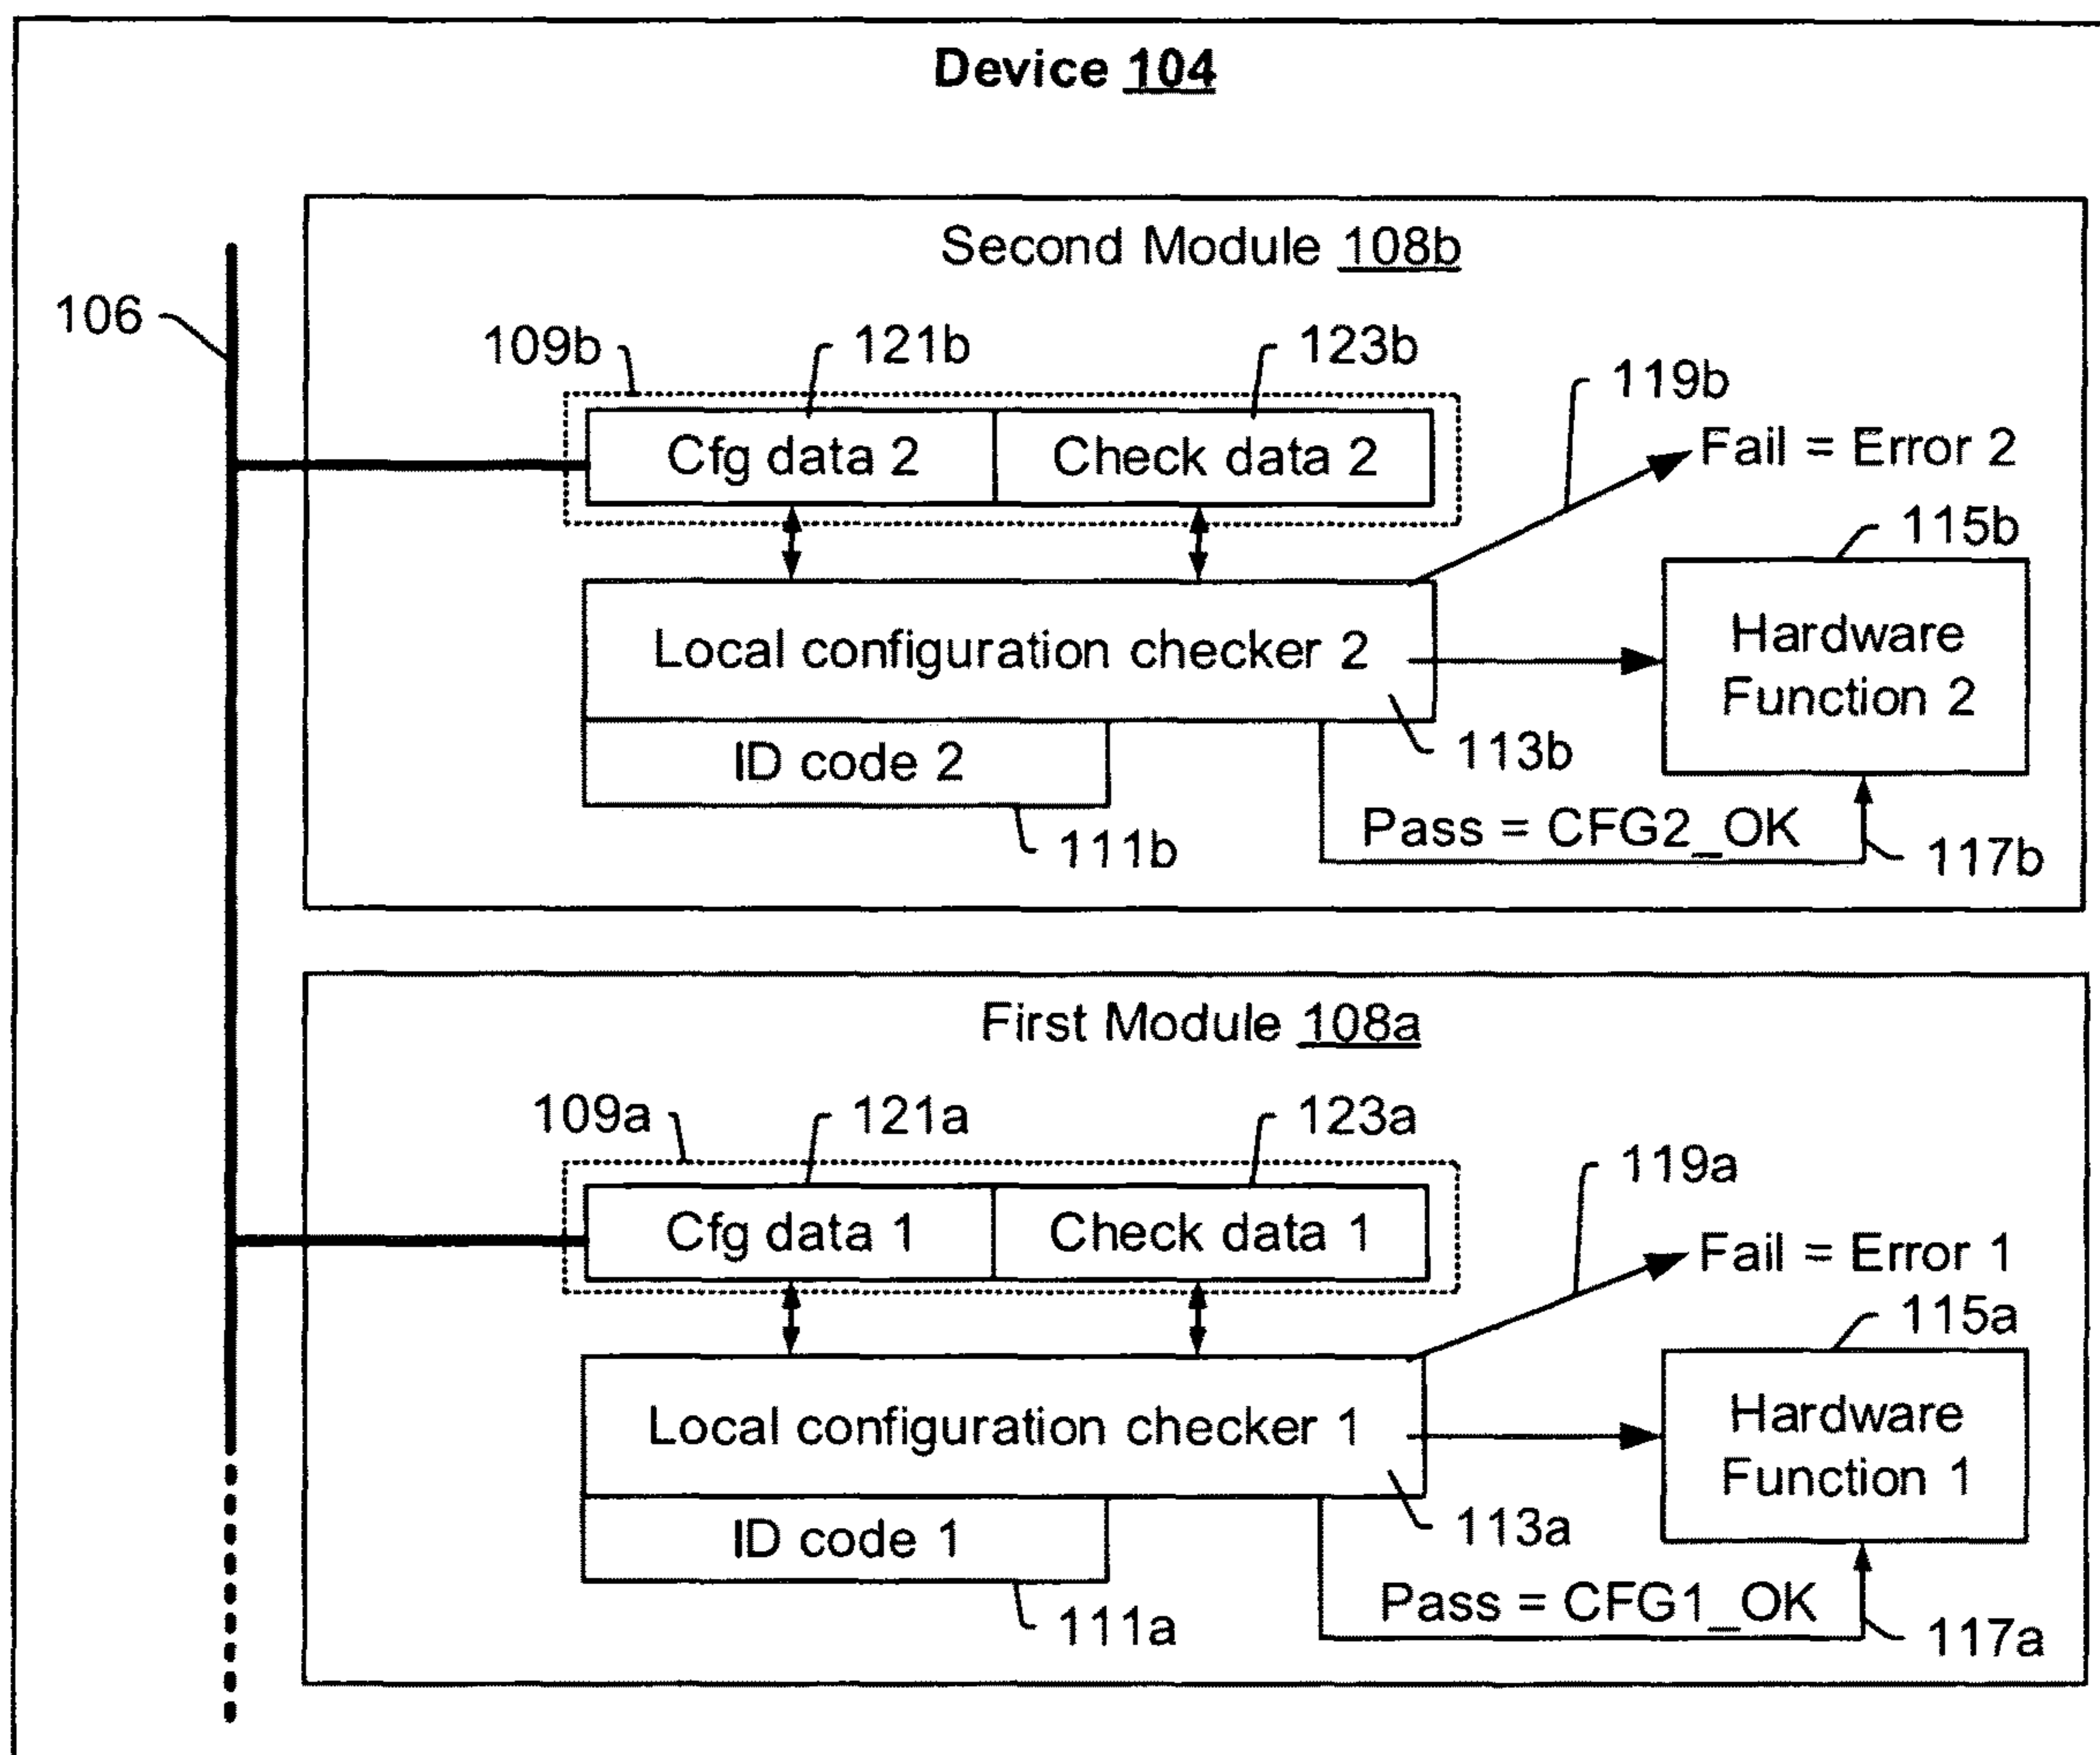 Device 104
Second Module 108b
106
109b
121b
123b
119b
Cfg data 2
Check data 2
Fail = Error 2
115b
Local configuration checker 2
Hardware
Function 2
ID code 2
113b
Pass = CFG2_OK
111b
117b
First Module 108a
109a
121a
123a
119a
Cfg data 1
Check data 1
Fail = Error 1
115a
Local configuration checker 1
Hardware
Function 1
ID code 1
113a
Pass = CFG1_OK
111a
117a